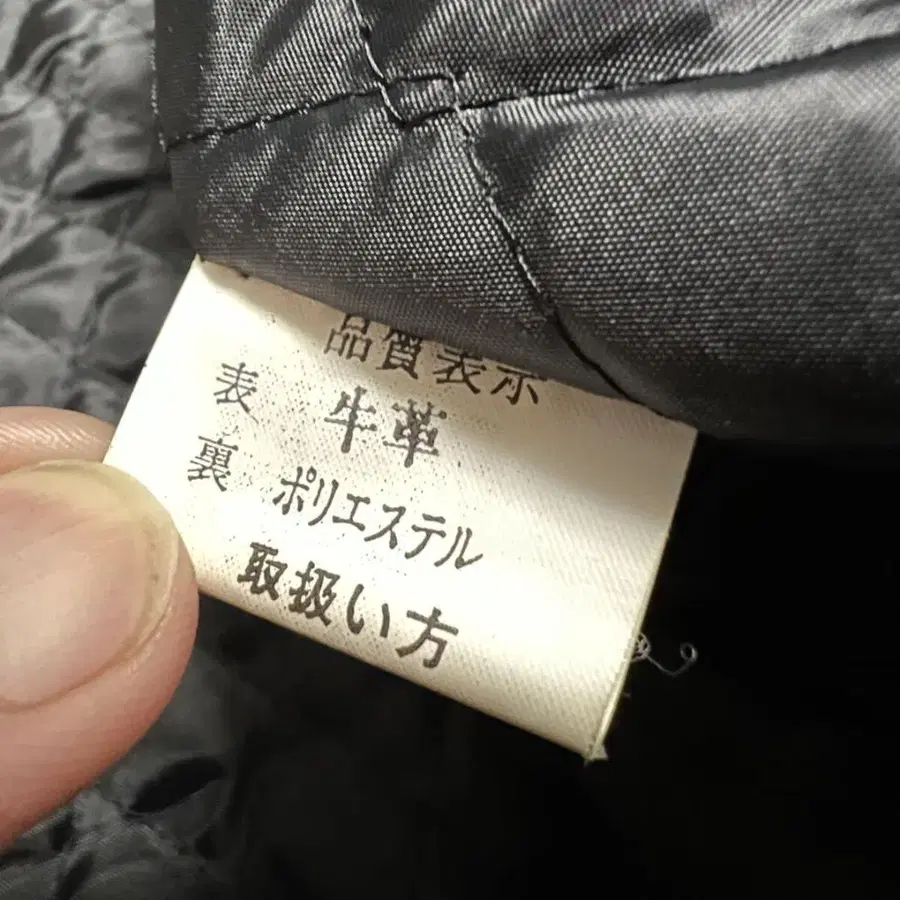 品質表示
表 牛革
裏 ポリエステル
取扱い方